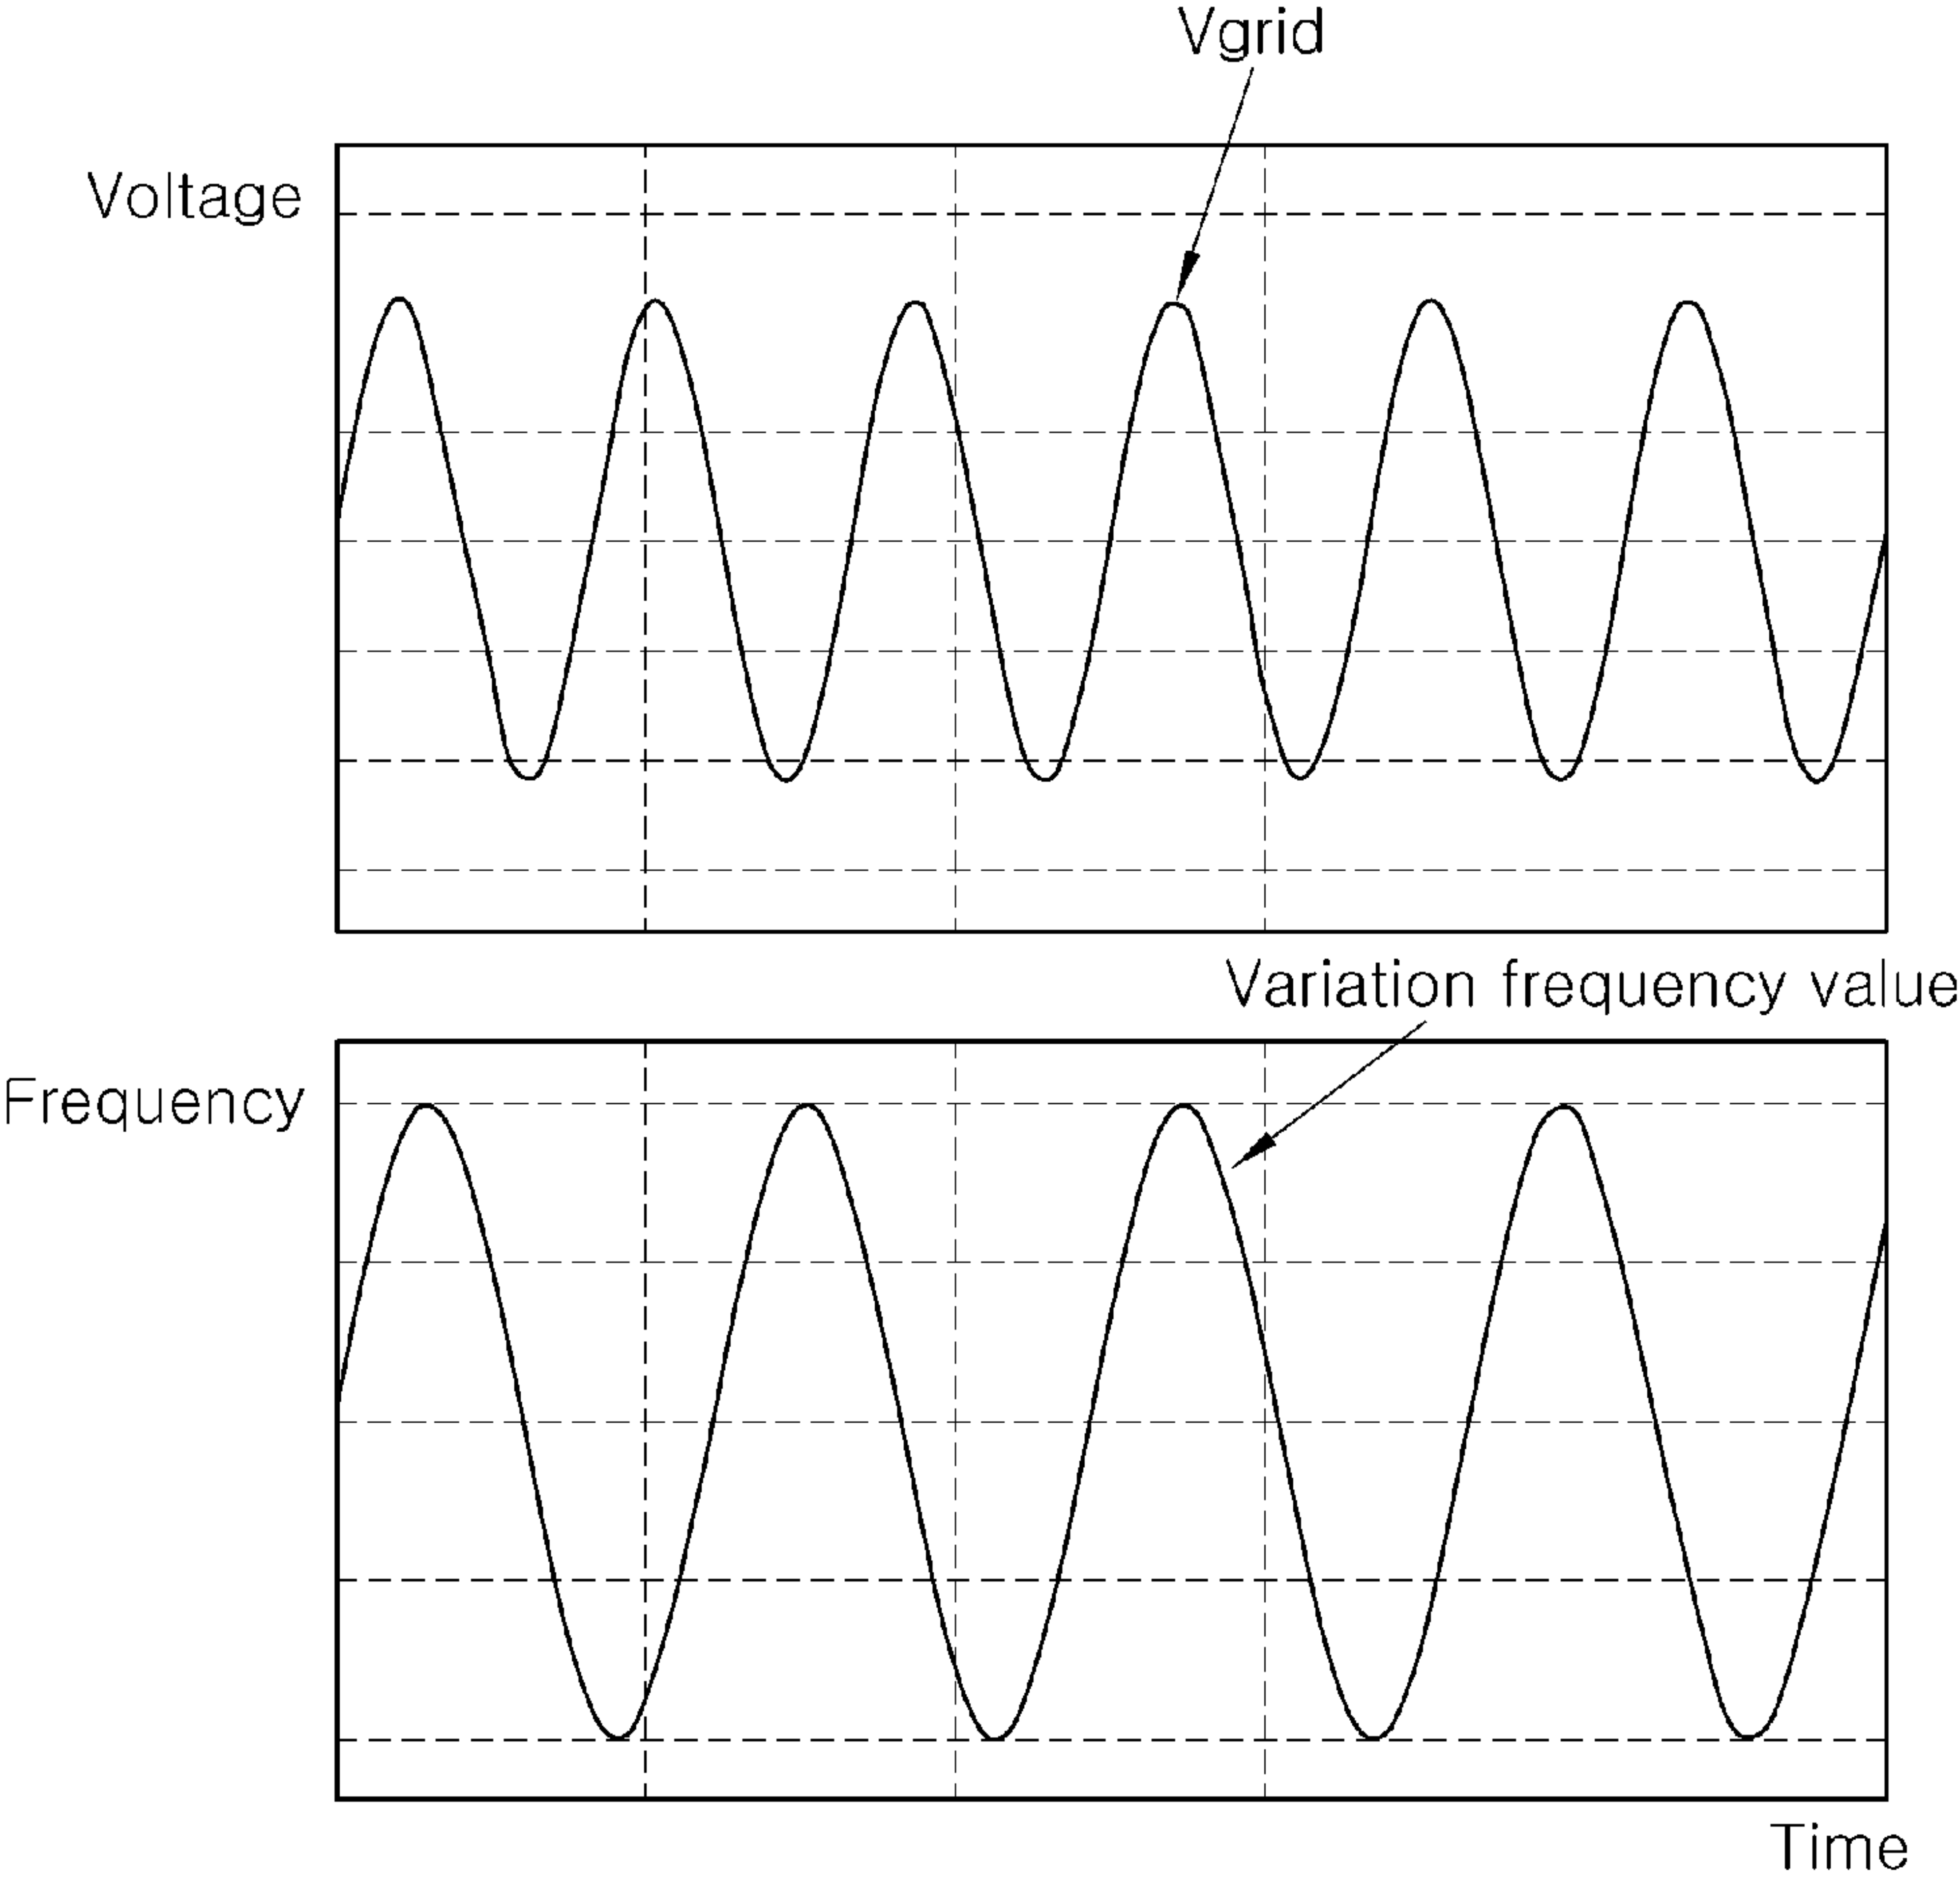 Vgrid
Voltage
Variation frequency value
Frequency
Time